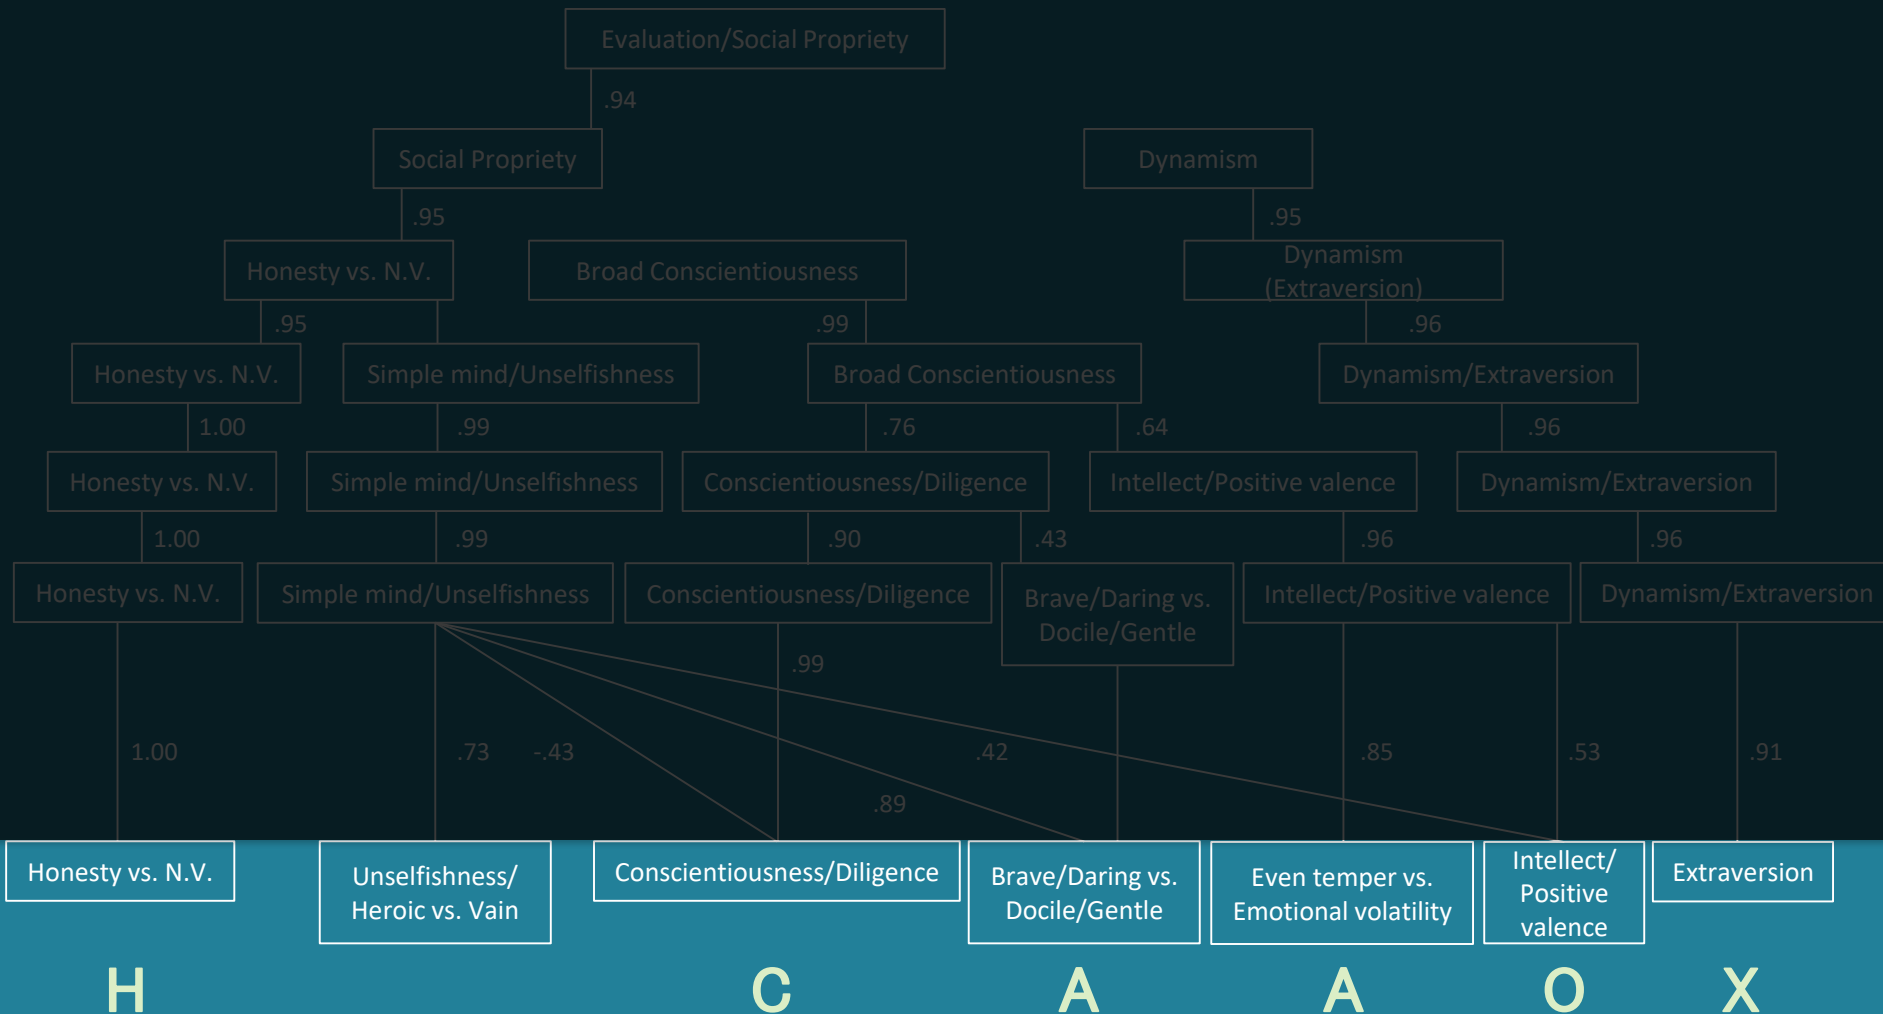 Evaluation/Social Propriety
.94
Social Propriety
Dynamism
.95
.95
Honesty vs. N.V.
Broad Conscientiousness
Dynamism
(Extraversion)
.95
.99
.96
Honesty vs. N.V.
Simple mind/Unselfishness
Broad Conscientiousness
Dynamism/Extraversion
1.00
.99
.76
.64
.96
Honesty vs. N.V.
Simple mind/Unselfishness
Conscientiousness/Diligence
Intellect/Positive valence
Dynamism/Extraversion
1.00
.99
.90
.43
.96
.96
Honesty vs. N.V.
Simple mind/Unselfishness
Conscientiousness/Diligence
Brave/Daring vs.
Docile/Gentle
Intellect/Positive valence
Dynamism/Extraversion
.99
1.00
.73
-.43
.42
.85
.53
.91
.89
Honesty vs. N.V.
Unselfishness/
Heroic vs. Vain
Conscientiousness/Diligence
Brave/Daring vs.
Docile/Gentle
Even temper vs.
Emotional volatility
Intellect/
Positive
valence
Extraversion
H
C
A
A
O
X